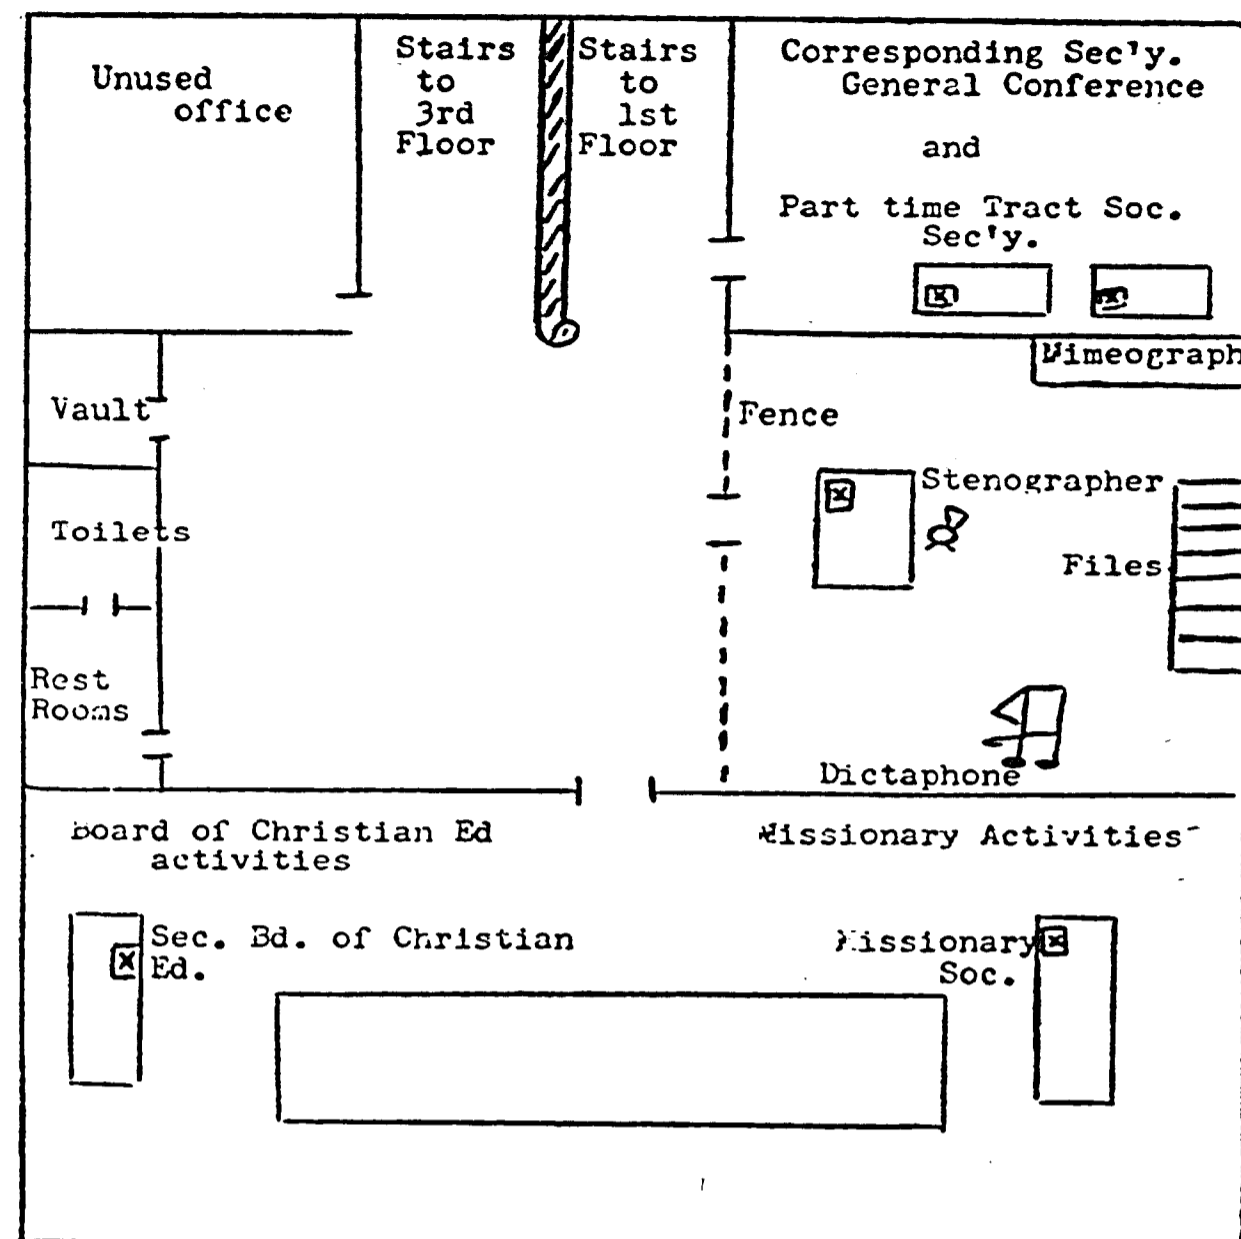 Unused
office
Stairs
to
3rd
Floor
Stairs
to
1st
Floor
Corresponding Sec'y.
General Conference
and
Part time Tract Soc.
Sec'y.
Mimeograph
Vault
Fence
Stenographer
Toilets
Files
Rest
Rooms
Dictaphone
Board of Christian Ed
activities
Missionary Activities
Sec. Bd. of Christian
Ed.
Missionary
Soc.